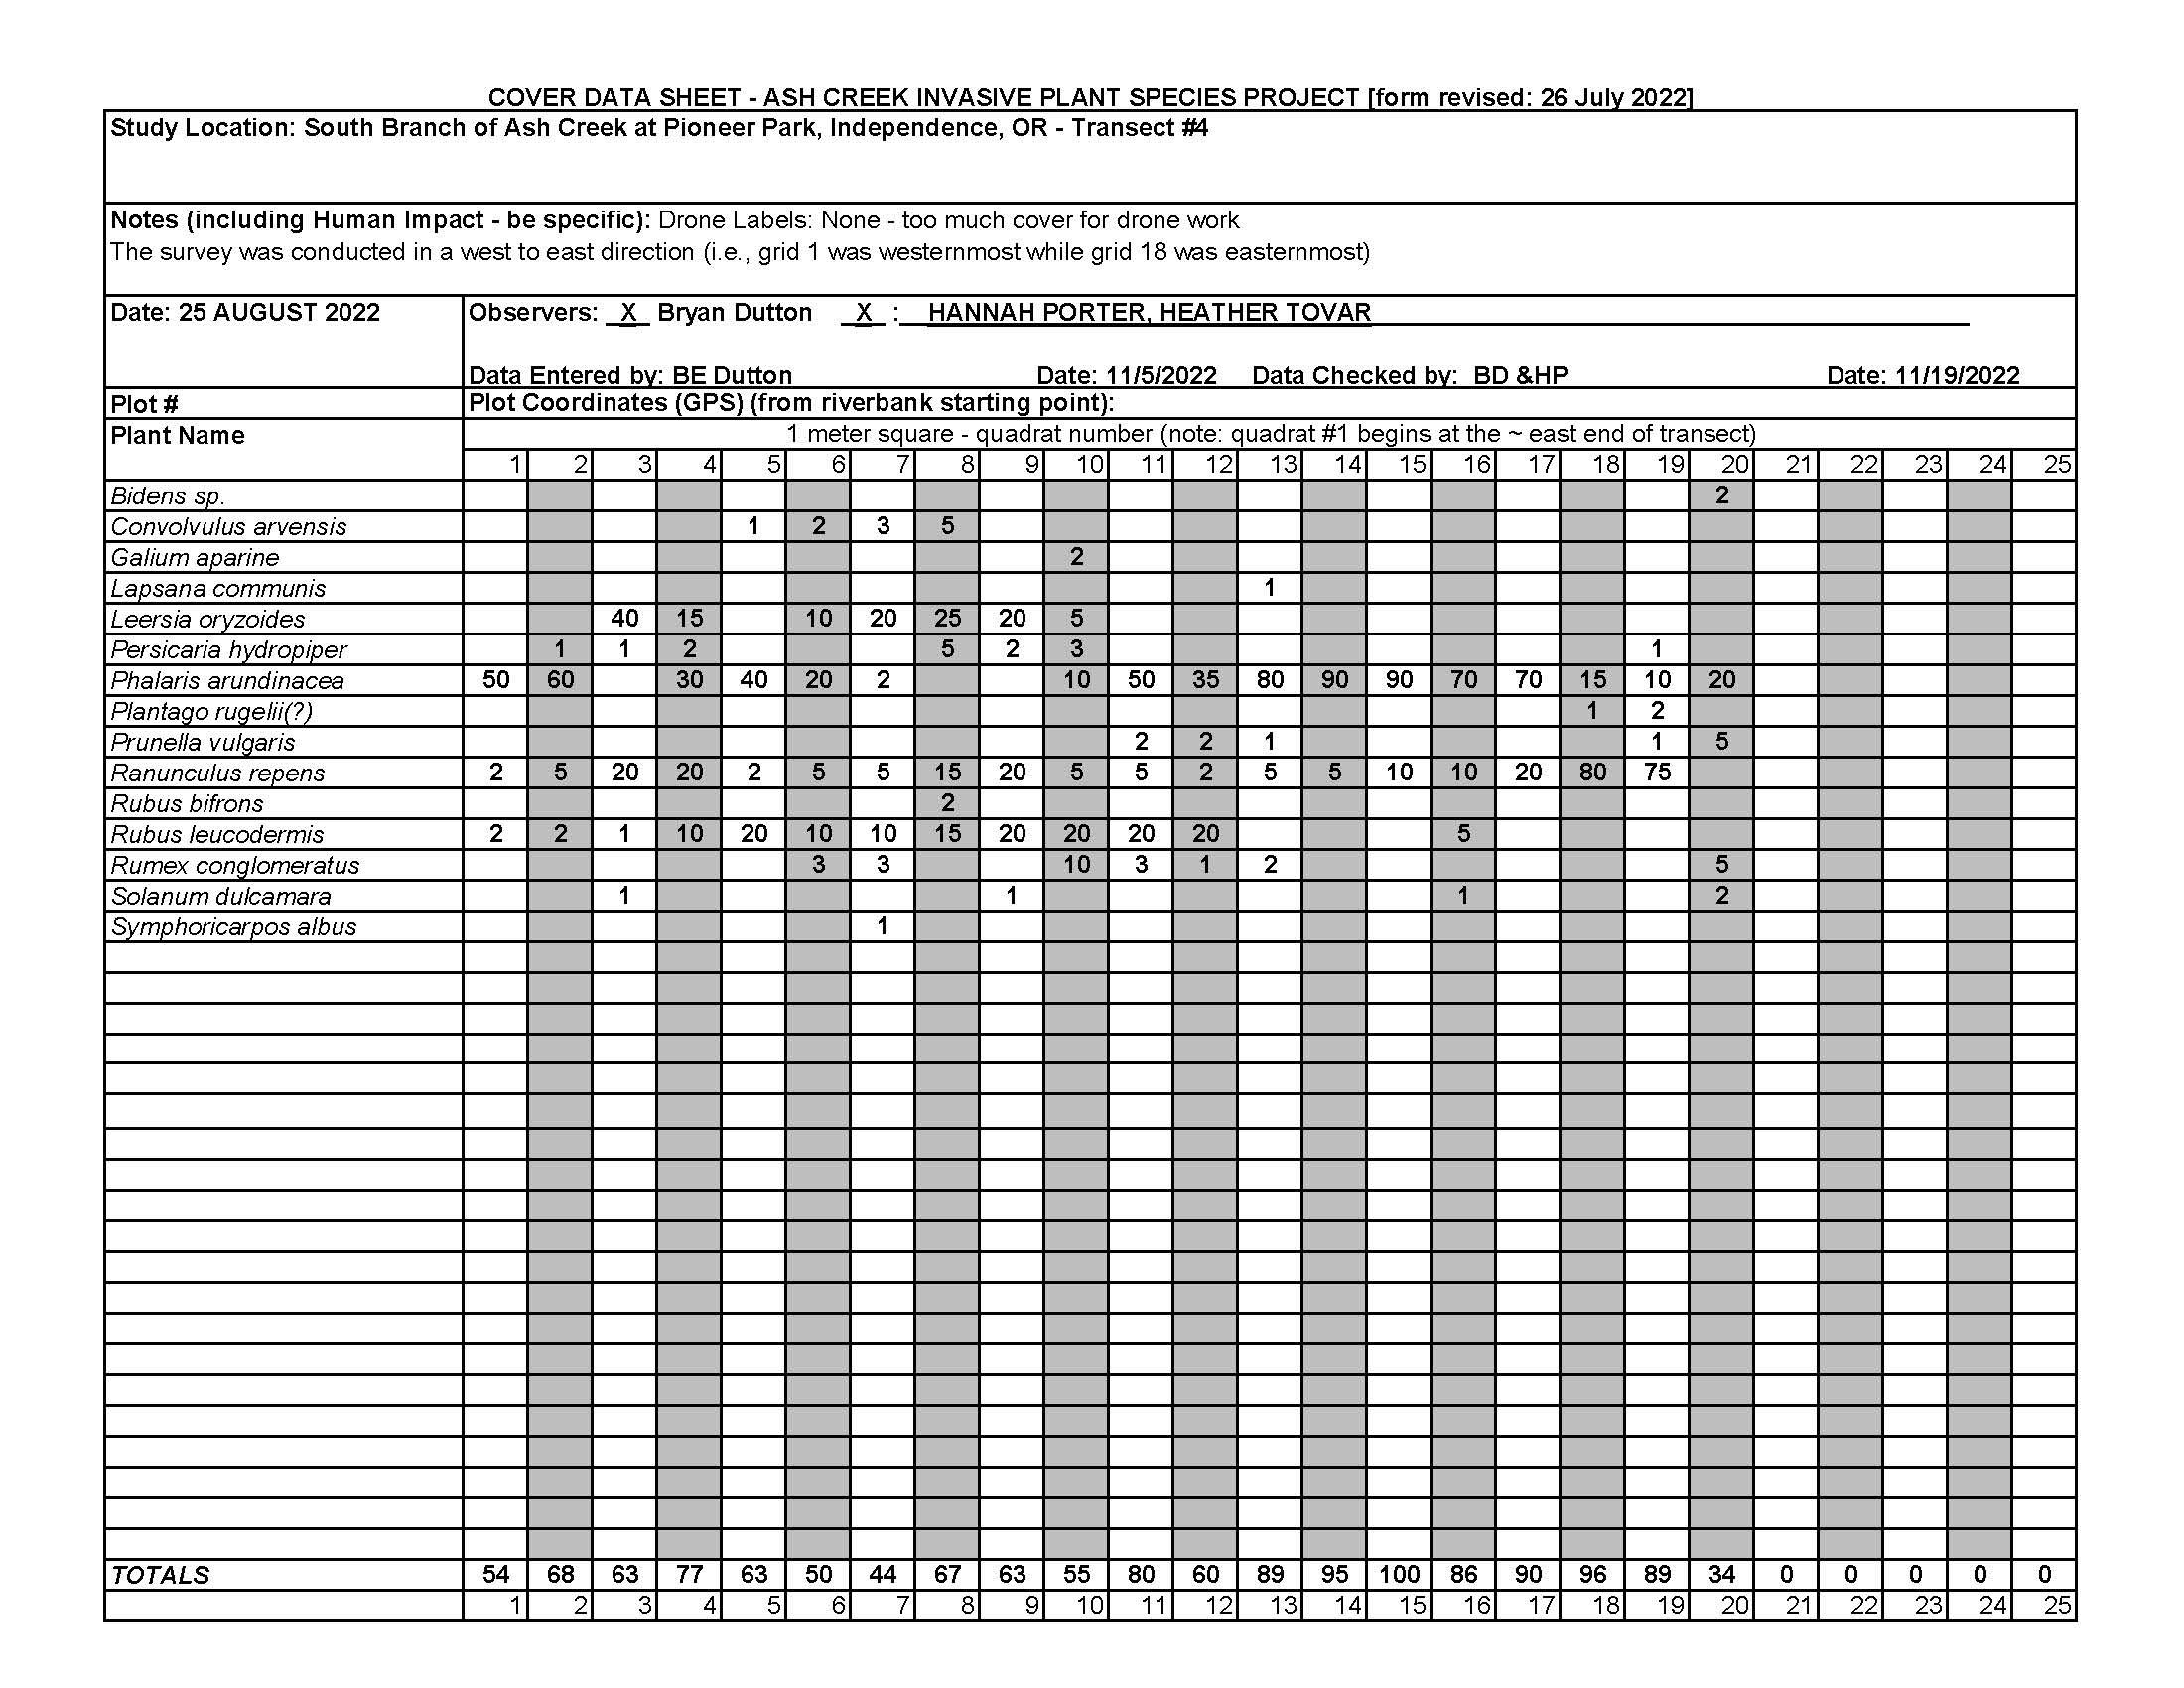 COVER DATA SHEET - ASH CREEK INVASIVE PLANT SPECIES PROJECT [form revised: 26 July 2022]
Study Location: South Branch of Ash Creek at Pioneer Park, Independence, OR - Transect #4
Notes (including Human Impact - be specific): Drone Labels: None - too much cover for drone work
The survey was conducted in a west to east direction (i.e., grid 1 was westernmost while grid 18 was easternmost)
Date: 25 AUGUST 2022 Observers: _X_ Bryan Dutton _X_ :__HANNAH PORTER, HEATHER TOVAR
Data Entered by: BE Dutton Date: 11/5/2022 Data Checked by: BD &HP Date: 11/19/2022
Plot # Plot Coordinates (GPS) (from riverbank starting point):
Plant Name 1 meter square - quadrat number (note: quadrat #1 begins at the ~ east end of transect)
1 2 3 4 5 6 7 8 9 10 11 12 13 14 15 16 17 18 19 20 21 22 23 24 25
Bidens sp. 2
Convolvulus arvensis 1 2 3 5
Galium aparine 2
Lapsana communis 1
Leersia oryzoides 40 15 10 20 25 20 5
Persicaria hydropiper 1 1 2 5 2 3 1
Phalaris arundinacea 50 60 30 40 20 2 10 50 35 80 90 90 70 70 15 10 20
Plantago rugelii(?) 1 2
Prunella vulgaris 2 2 1 1 5
Ranunculus repens 2 5 20 20 2 5 5 15 20 5 5 2 5 5 10 10 20 80 75
Rubus bifrons 2
Rubus leucodermis 2 2 1 10 20 10 10 15 20 20 20 20 5
Rumex conglomeratus 3 3 10 3 1 2 5
Solanum dulcamara 1 1 1 2
Symphoricarpos albus 1
TOTALS 54 68 63 77 63 50 44 67 63 55 80 60 89 95 100 86 90 96 89 34 0 0 0 0 0
1 2 3 4 5 6 7 8 9 10 11 12 13 14 15 16 17 18 19 20 21 22 23 24 25